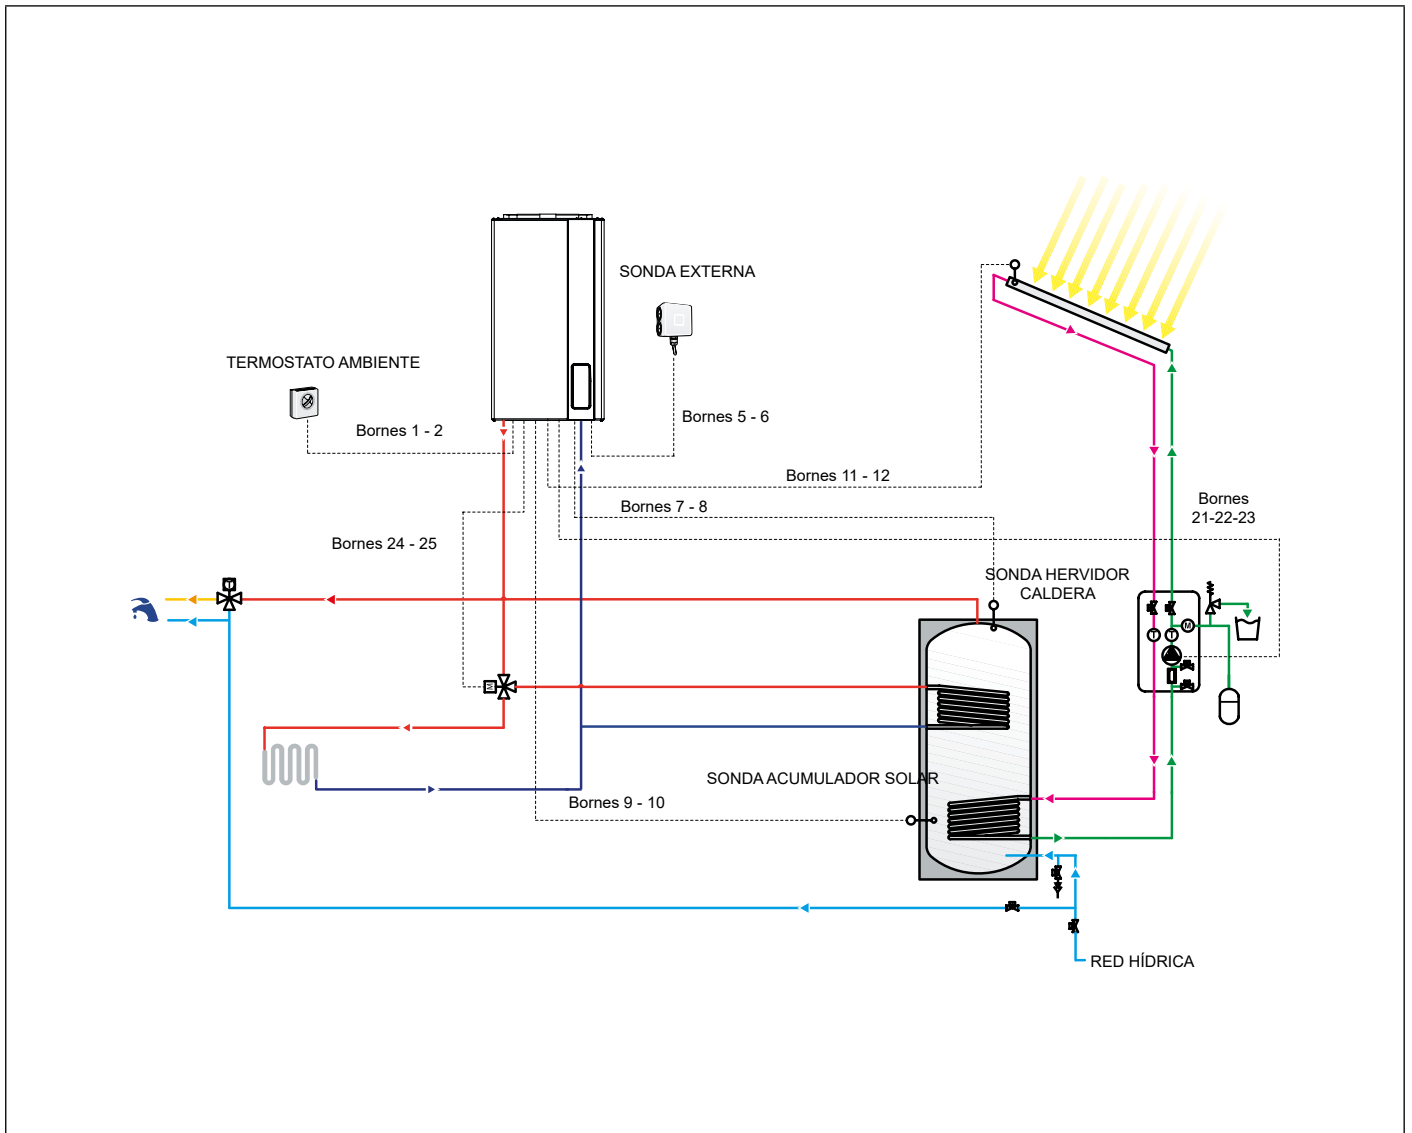 SONDA EXTERNA
TERMOSTATO AMBIENTE
Bornes 1 - 2
Bornes 5 - 6
Bornes 11 - 12
Bornes 7 - 8
Bornes
21-22-23
Bornes 24 - 25
SONDA HERVIDOR
CALDERA
M
T
T
M
SONDA ACUMULADOR SOLAR
Bornes 9 - 10
RED HÍDRICA